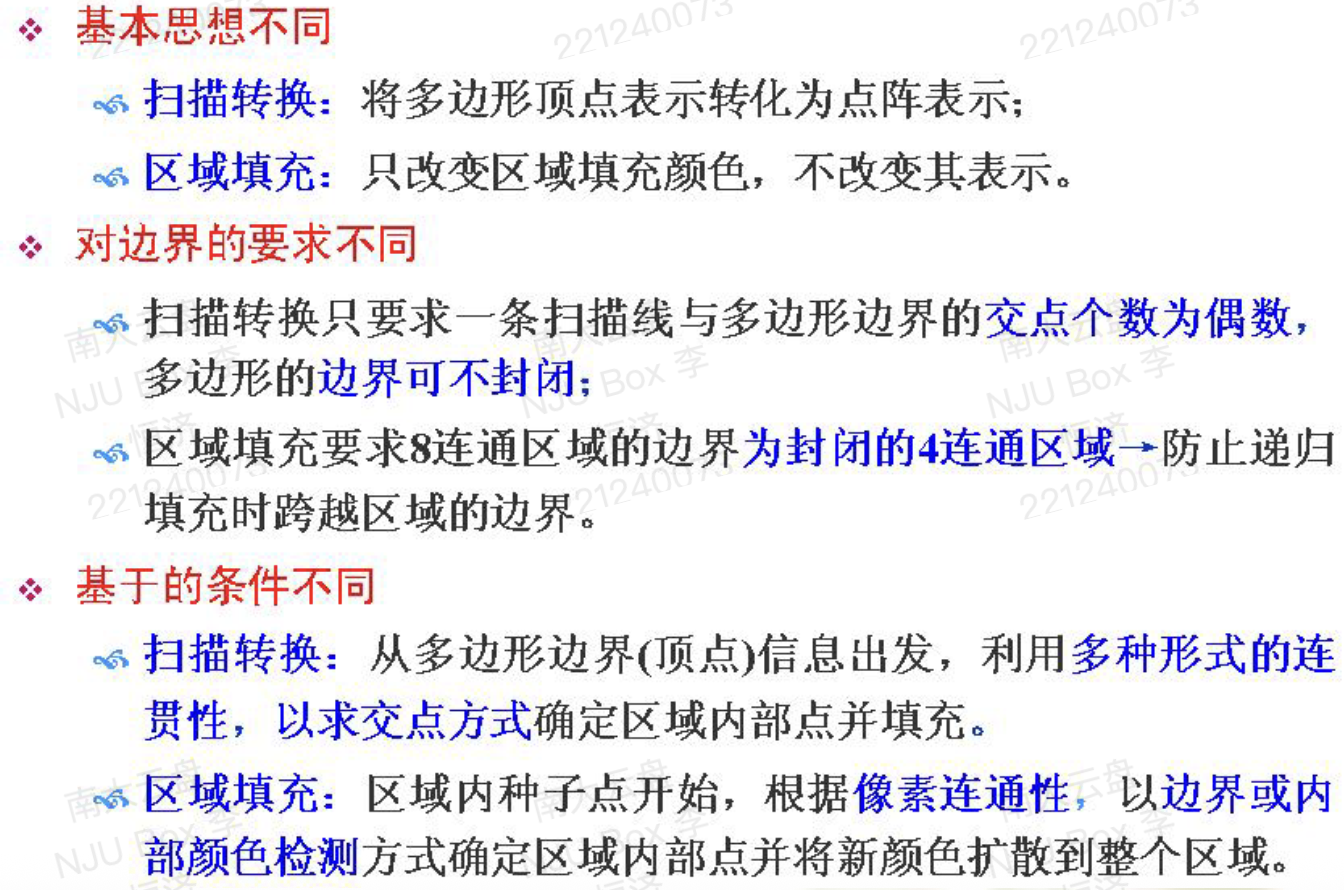 基本思想不同
扫描转换：将多边形顶点表示转化为点阵表示；
区域填充：只改变区域填充颜色，不改变其表示。
对边界的要求不同
扫描转换只要求一条扫描线与多边形边界的交点个数为偶数，
多边形的边界可不封闭；
区域填充要求8连通区域的边界为封闭的4连通区域→防止递归
填充时跨越区域的边界。
基于的条件不同
扫描转换：从多边形边界(顶点)信息出发，利用多种形式的连
贯性，以求交点方式确定区域内部点并填充。
区域填充：区域内种子点开始，根据像素连通性，以边界或内
部颜色检测方式确定区域内部点并将新颜色扩散到整个区域。
221240073
221240073
南大云盘
NJU Box 李
恒济
221240073
南大云盘
NJU Box 李
恒济
221240073
南大云盘
NJU Box 李
恒济
221240073
南大云盘
NJU Box 李
恒济
南大云盘
NJU Box 李
恒济
南大云盘
NJU Box 李
恒济